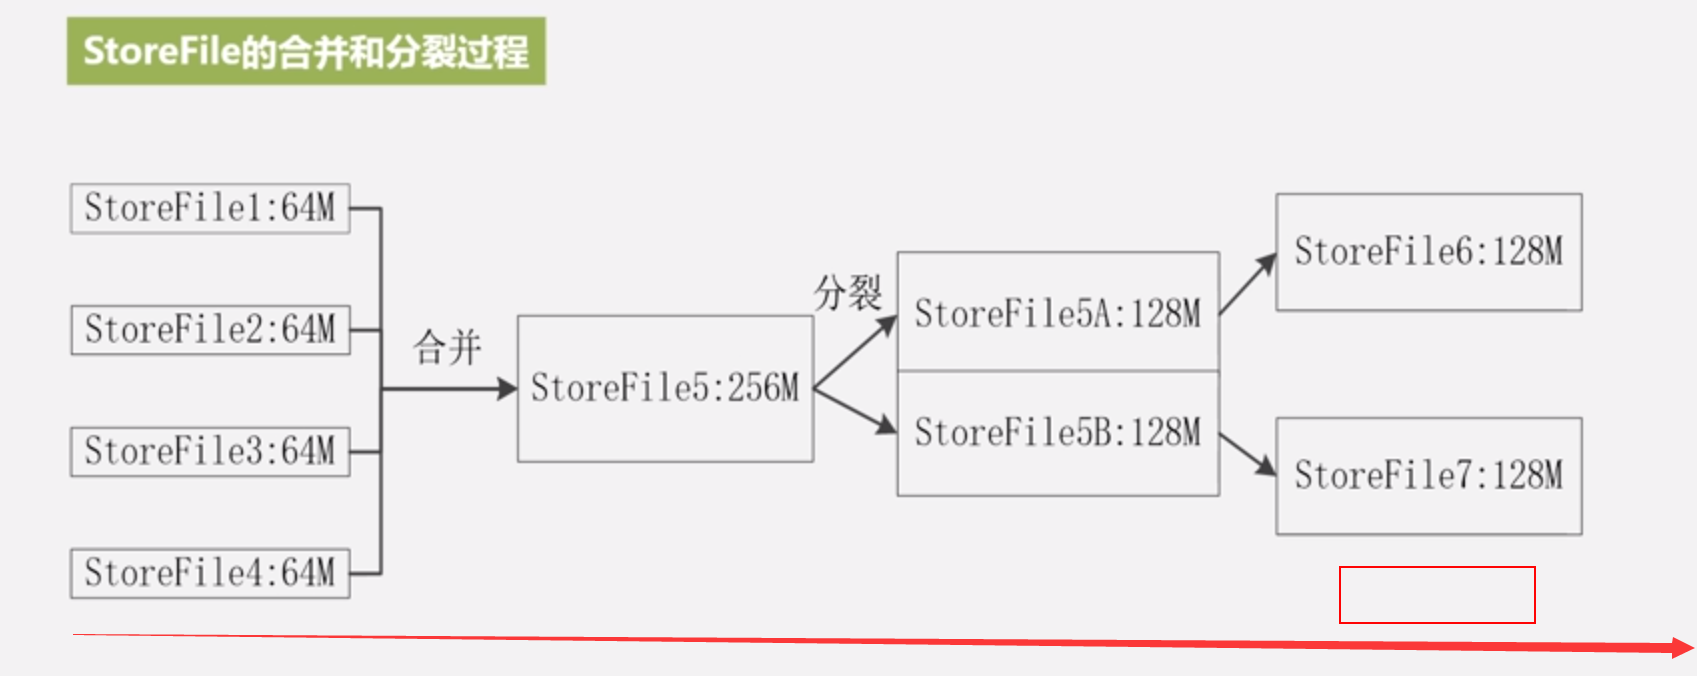 StoreFile的合并和分裂过程
StoreFile1:64M
StoreFile2:64M
StoreFile3:64M
StoreFile4:64M
合并
StoreFile5:256M
分裂
StoreFile5A:128M
StoreFile5B:128M
StoreFile6:128M
StoreFile7:128M